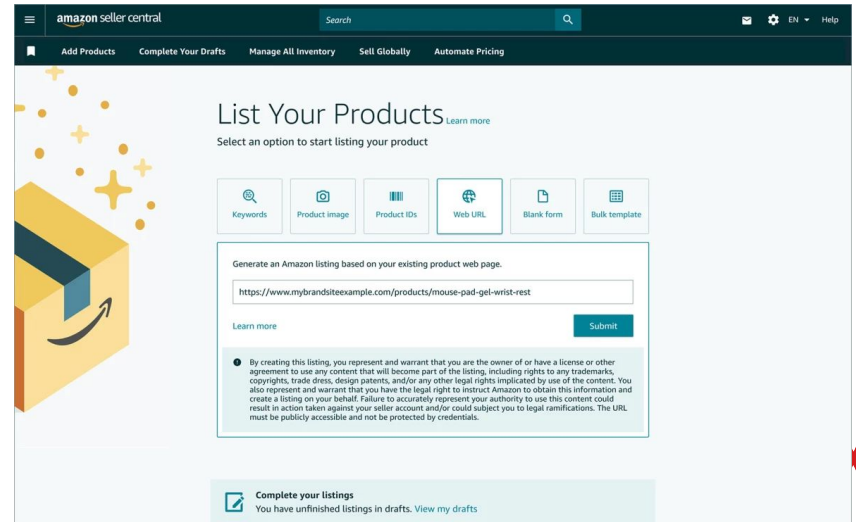 amazon seller central
Search
EN
Help
Add Products
Complete Your Drafts
Manage All Inventory
Sell Globally
Automate Pricing
List Your Products Learn more
Select an option to start listing your product
Keywords
Product image
Product IDs
Web URL
Blank form
Bulk template
Generate an Amazon listing based on your existing product web page.
https://www.mybrandsiteexample.com/products/mouse-pad-gel-wrist-rest
Learn more
Submit
By creating this listing, you represent and warrant that you are the owner of or have a license or other
agreement to use any content that will become part of the listing, including rights to any trademarks,
copyrights, trade dress, design patents, and/or any other legal rights implicated by use of the content. You
also represent and warrant that you have the legal right to instruct Amazon to obtain this information and
create a listing on your behalf. Failure to accurately represent your authority to use this content could
result in action taken against your seller account and/or could subject you to legal ramifications. The URL
must be publicly accessible and not be protected by credentials.
Complete your listings
You have unfinished listings in drafts. View my drafts